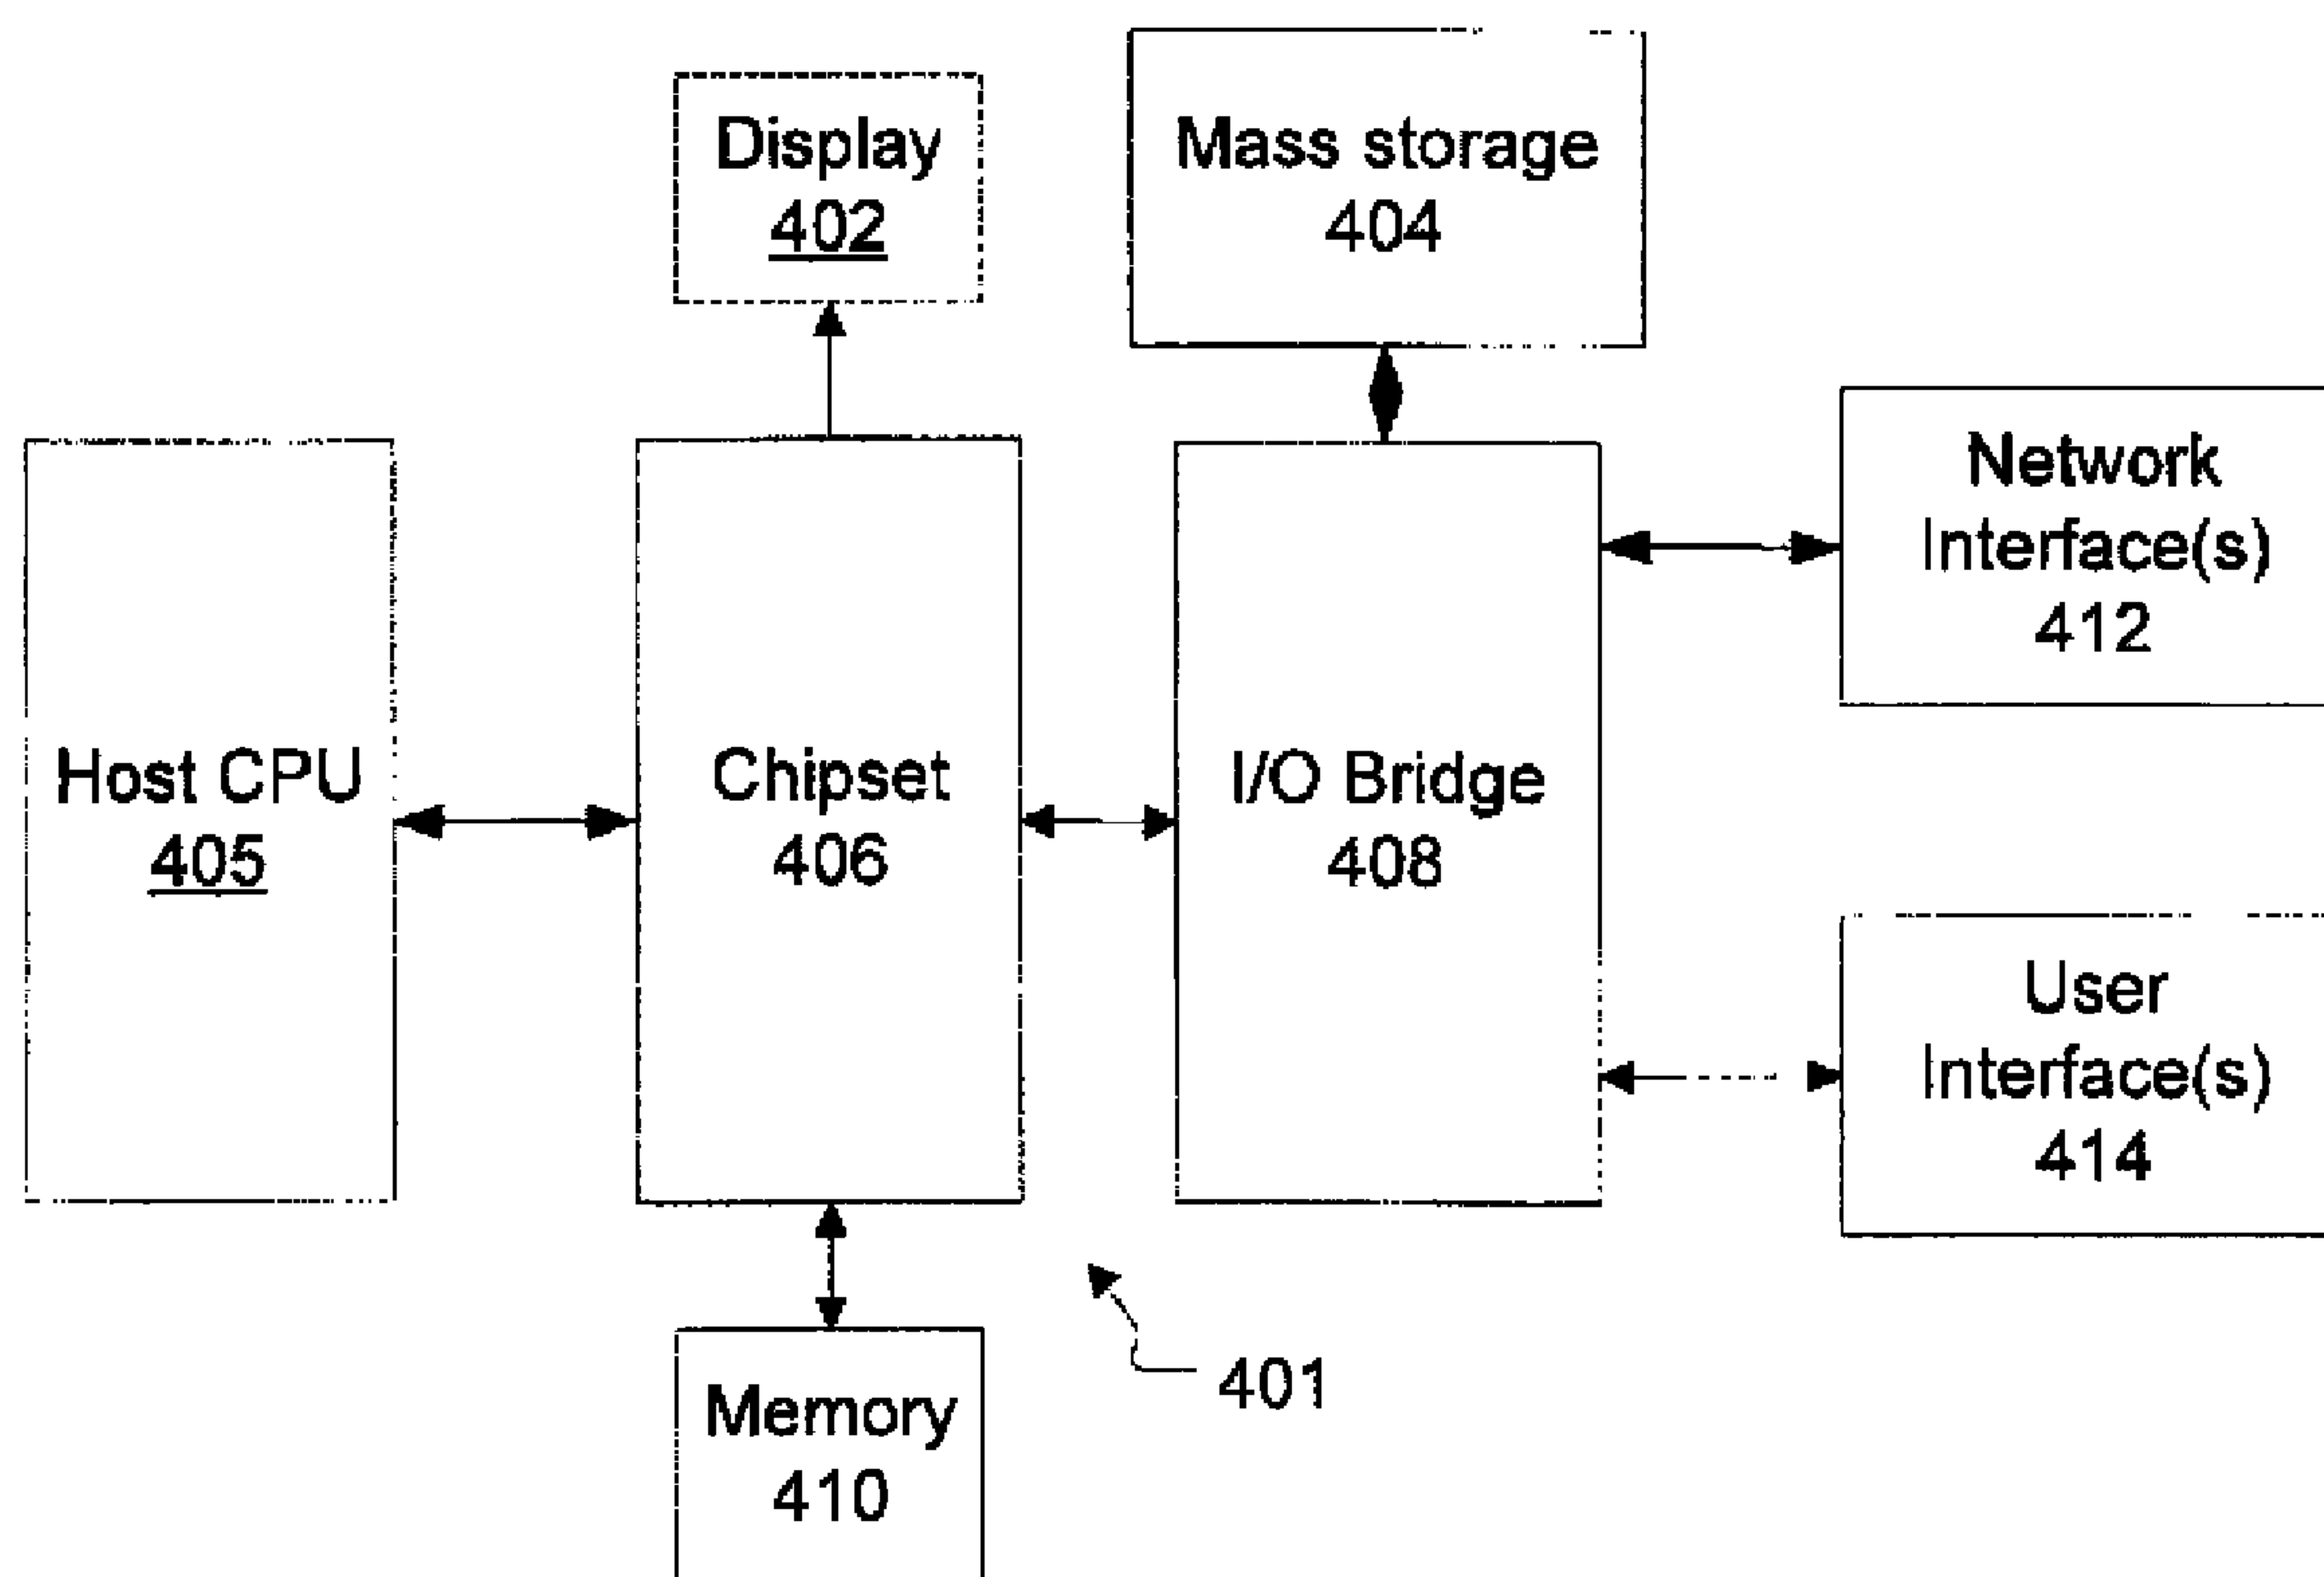 Display
402
Mass storage
404
Network
Interface(s)
412
Host CPU
405
Chipset
406
I/O Bridge
408
User
Interface(s)
414
Memory
410
401